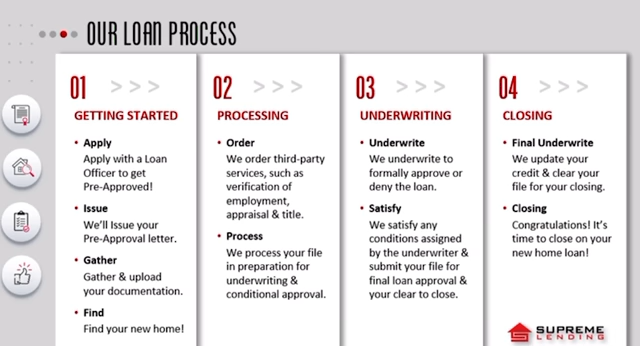 OUR LOAN PROCESS
01 > > >
GETTING STARTED
• Apply
Apply with a Loan
Officer to get
Pre-Approved!
• Issue
We'll Issue your
Pre-Approval letter.
• Gather
Gather & upload
your documentation.
• Find
Find your new home!
02 > > >
PROCESSING
• Order
We order third-party
services, such as
verification of
employment,
appraisal & title.
• Process
We process your file
in preparation for
underwriting &
conditional approval.
03 > > >
UNDERWRITING
• Underwrite
We underwrite to
formally approve or
deny the loan.
• Satisfy
We satisfy any
conditions assigned
by the underwriter &
submit your file for
final loan approval &
your clear to close.
04 > > >
CLOSING
• Final Underwrite
We update your
credit & clear your
file for your closing.
• Closing
Congratulations! It's
time to close on your
new home loan!
SUPREME
LENDING